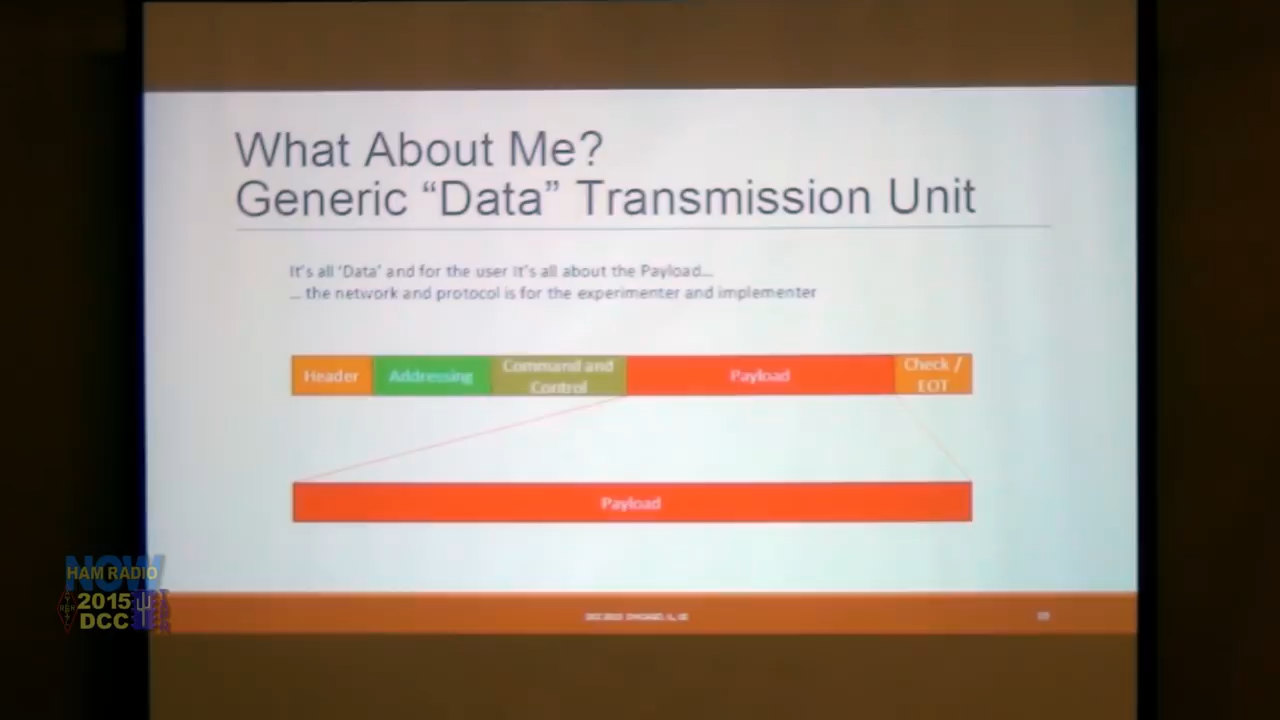 What About Me?
Generic “Data” Transmission Unit
It's all ‘Data’ and for the user it's all about the Payload...
... the network and protocol is for the experimenter and implementer
Header
Addressing
Command and
Control
Payload
Check /
EOT
Payload
NOW
HAM RADIO
2015
DCC